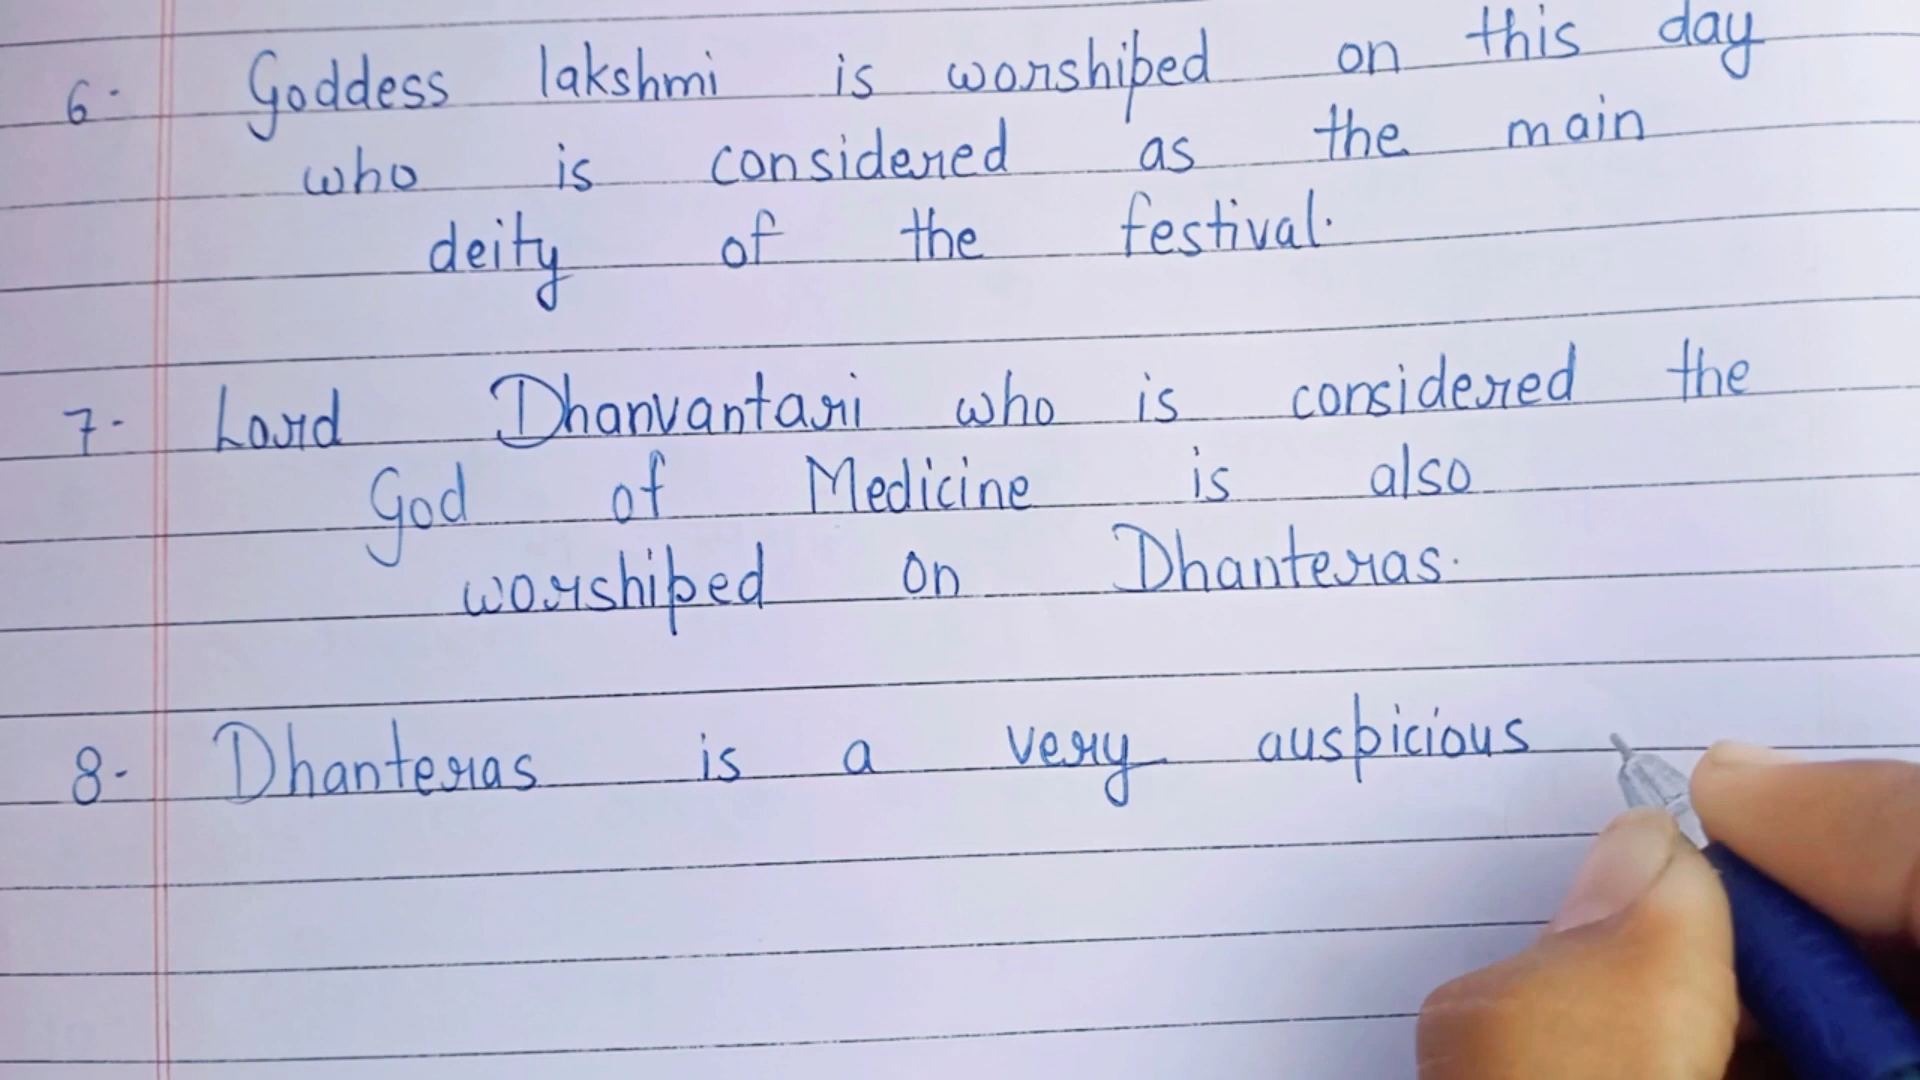 6. Goddess lakshmi is worshiped on this day
who is considered as the main
deity of the festival.
7. Lord Dhanvantari who is considered the
God of Medicine is also
worshiped on Dhanteras.
8. Dhanteras is a very auspicious